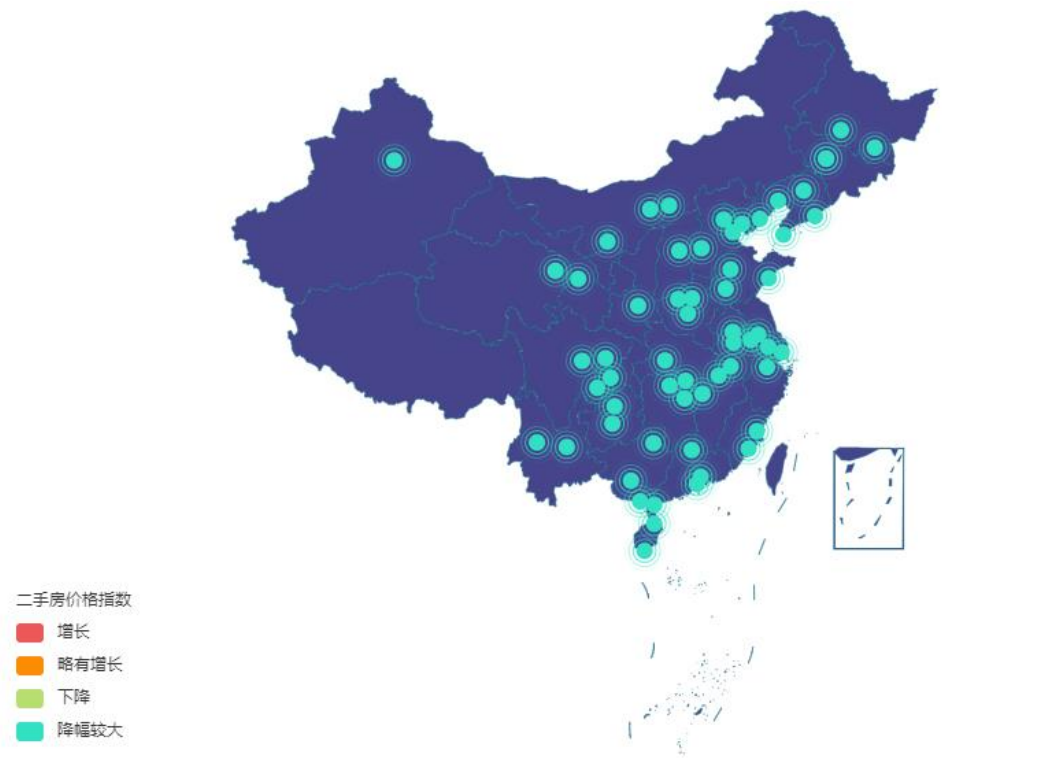 二手房价格指数
增长
略有增长
下降
降幅较大